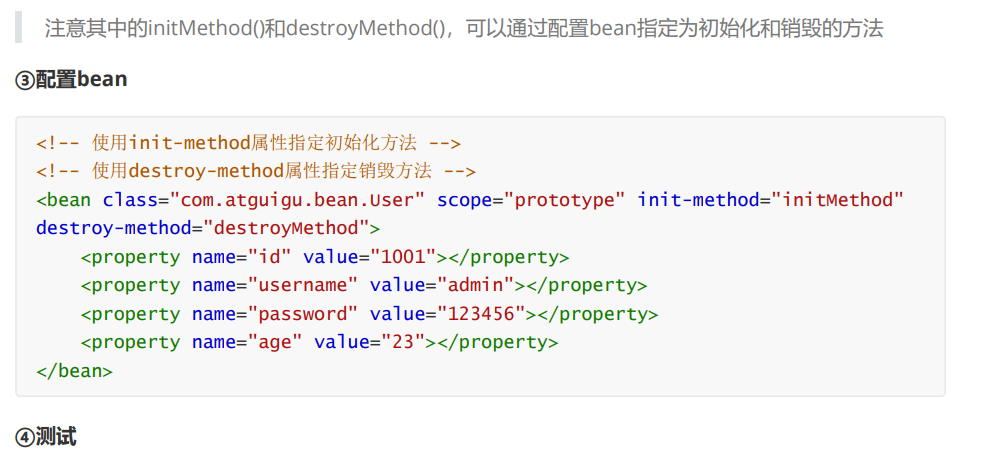 注意其中的initMethod()和destroyMethod()，可以通过配置bean指定为初始化和销毁的方法
③配置bean
<!-- 使用init-method属性指定初始化方法 -->
<!-- 使用destroy-method属性指定销毁方法 -->
<bean class="com.atguigu.bean.User" scope="prototype" init-method="initMethod"
destroy-method="destroyMethod">
    <property name="id" value="1001"></property>
    <property name="username" value="admin"></property>
    <property name="password" value="123456"></property>
    <property name="age" value="23"></property>
</bean>
④测试